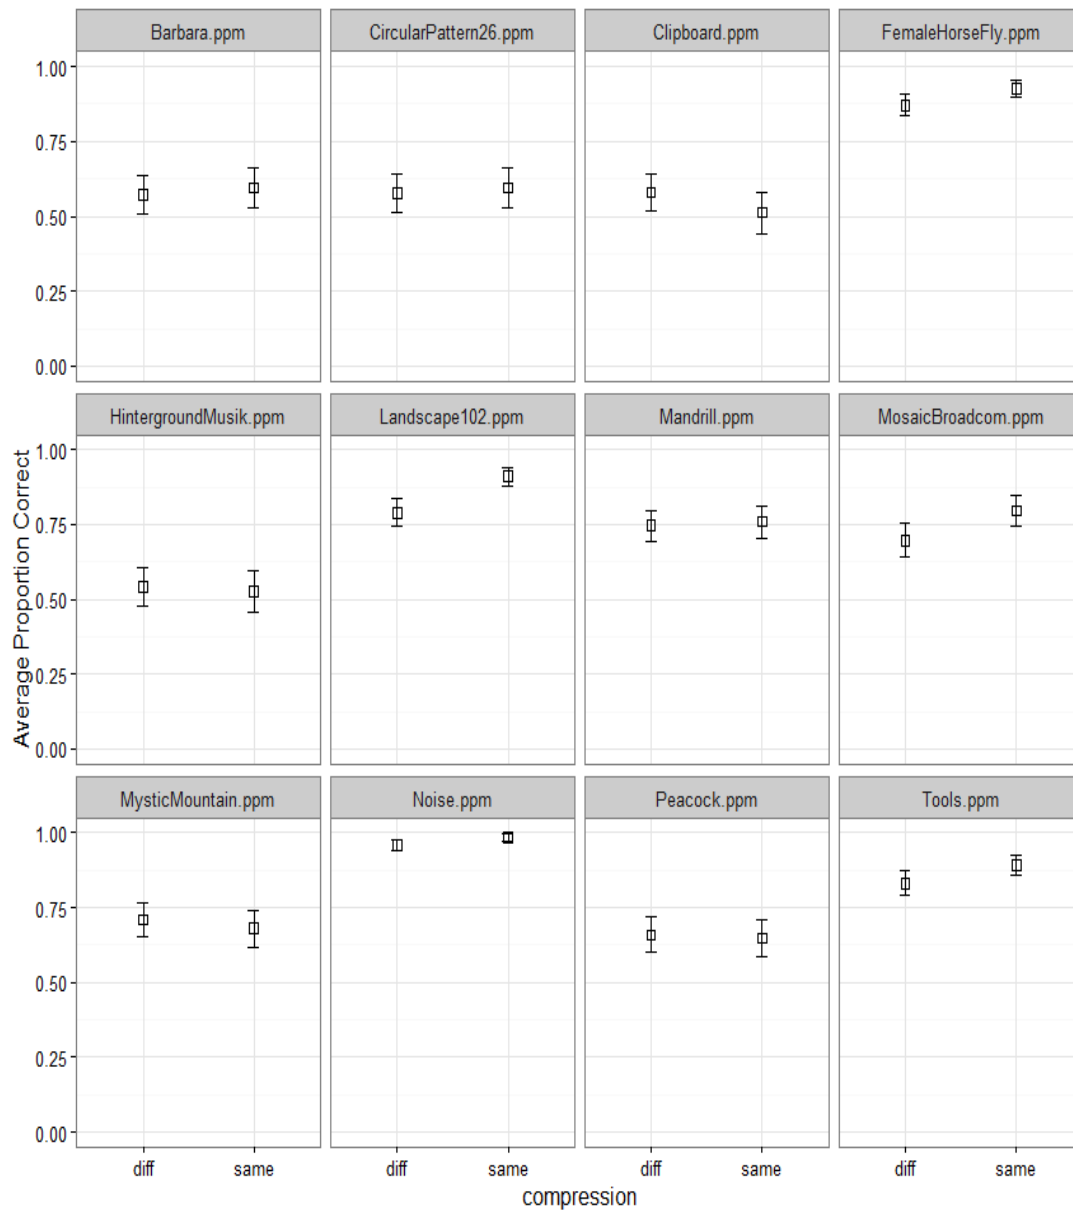 Barbara.ppm CircularPattern26.ppm Clipboard.ppm FemaleHorseFly.ppm
1.00
0.75
0.50
0.25
0.00
HintergroundMusik.ppm Landscape102.ppm Mandrill.ppm MosaicBroadcom.ppm
1.00
0.75
0.50
0.25
0.00
Average Proportion Correct
MysticMountain.ppm Noise.ppm Peacock.ppm Tools.ppm
1.00
0.75
0.50
0.25
0.00
diff same diff same diff same diff same
compression